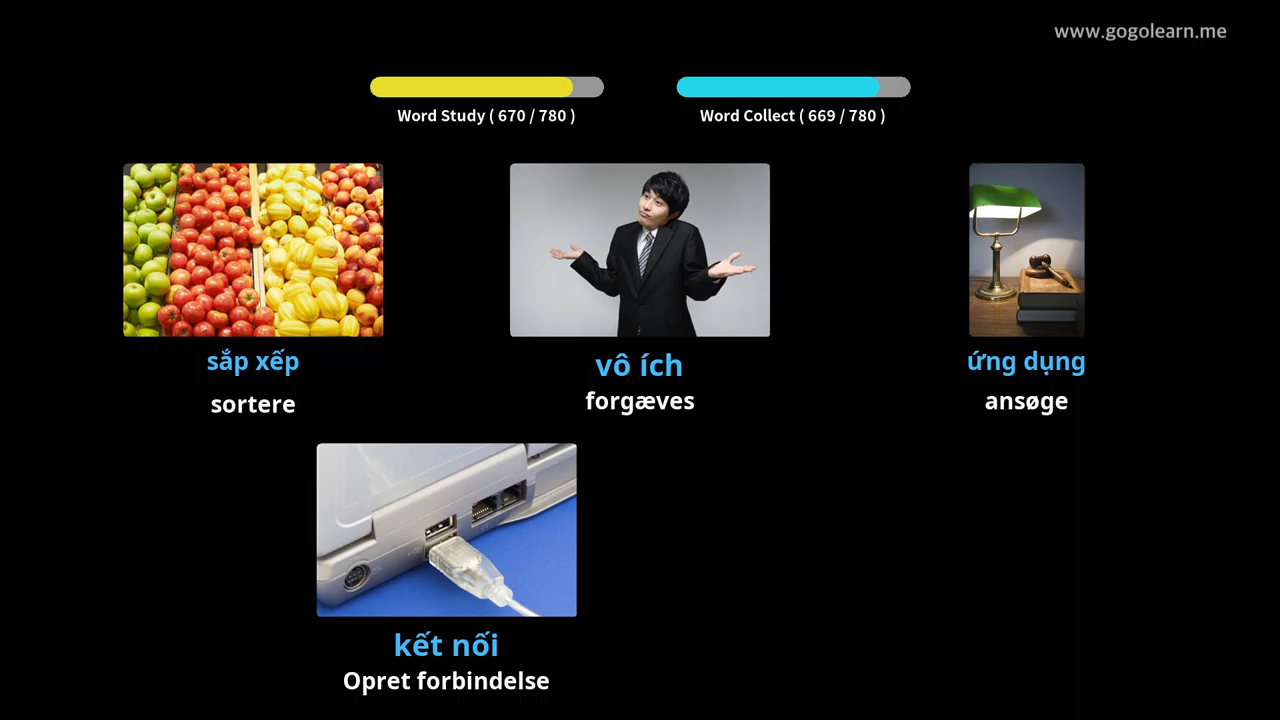 www.gogolearn.me
Word Study ( 670 / 780 )
Word Collect ( 669 / 780 )
sắp xếp
sortere
vô ích
forgæves
ứng dụng
ansøge
kết nối
Opret forbindelse